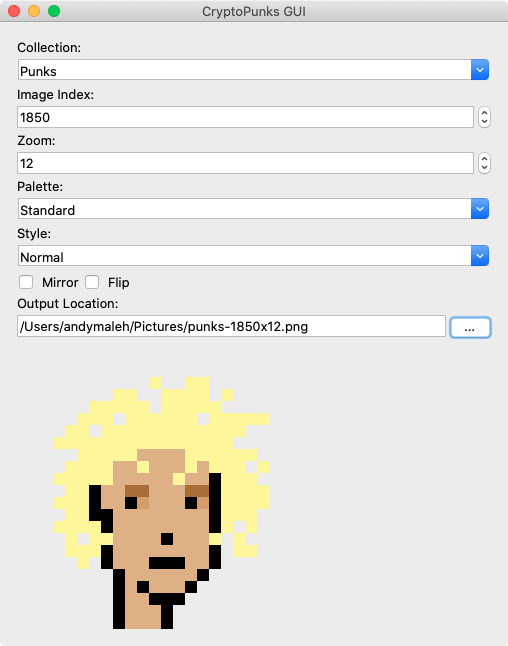 CryptoPunks GUI
Collection:
Punks
Image Index:
1850
Zoom:
12
Palette:
Standard
Style:
Normal
Mirror Flip
Output Location:
/Users/andymaleh/Pictures/punks-1850x12.png ...